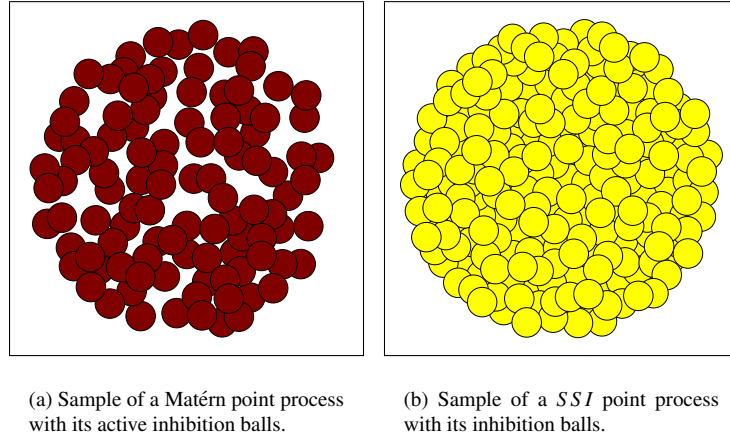 (a) Sample of a Matérn point process
with its active inhibition balls.
(b) Sample of a SSI point process
with its inhibition balls.